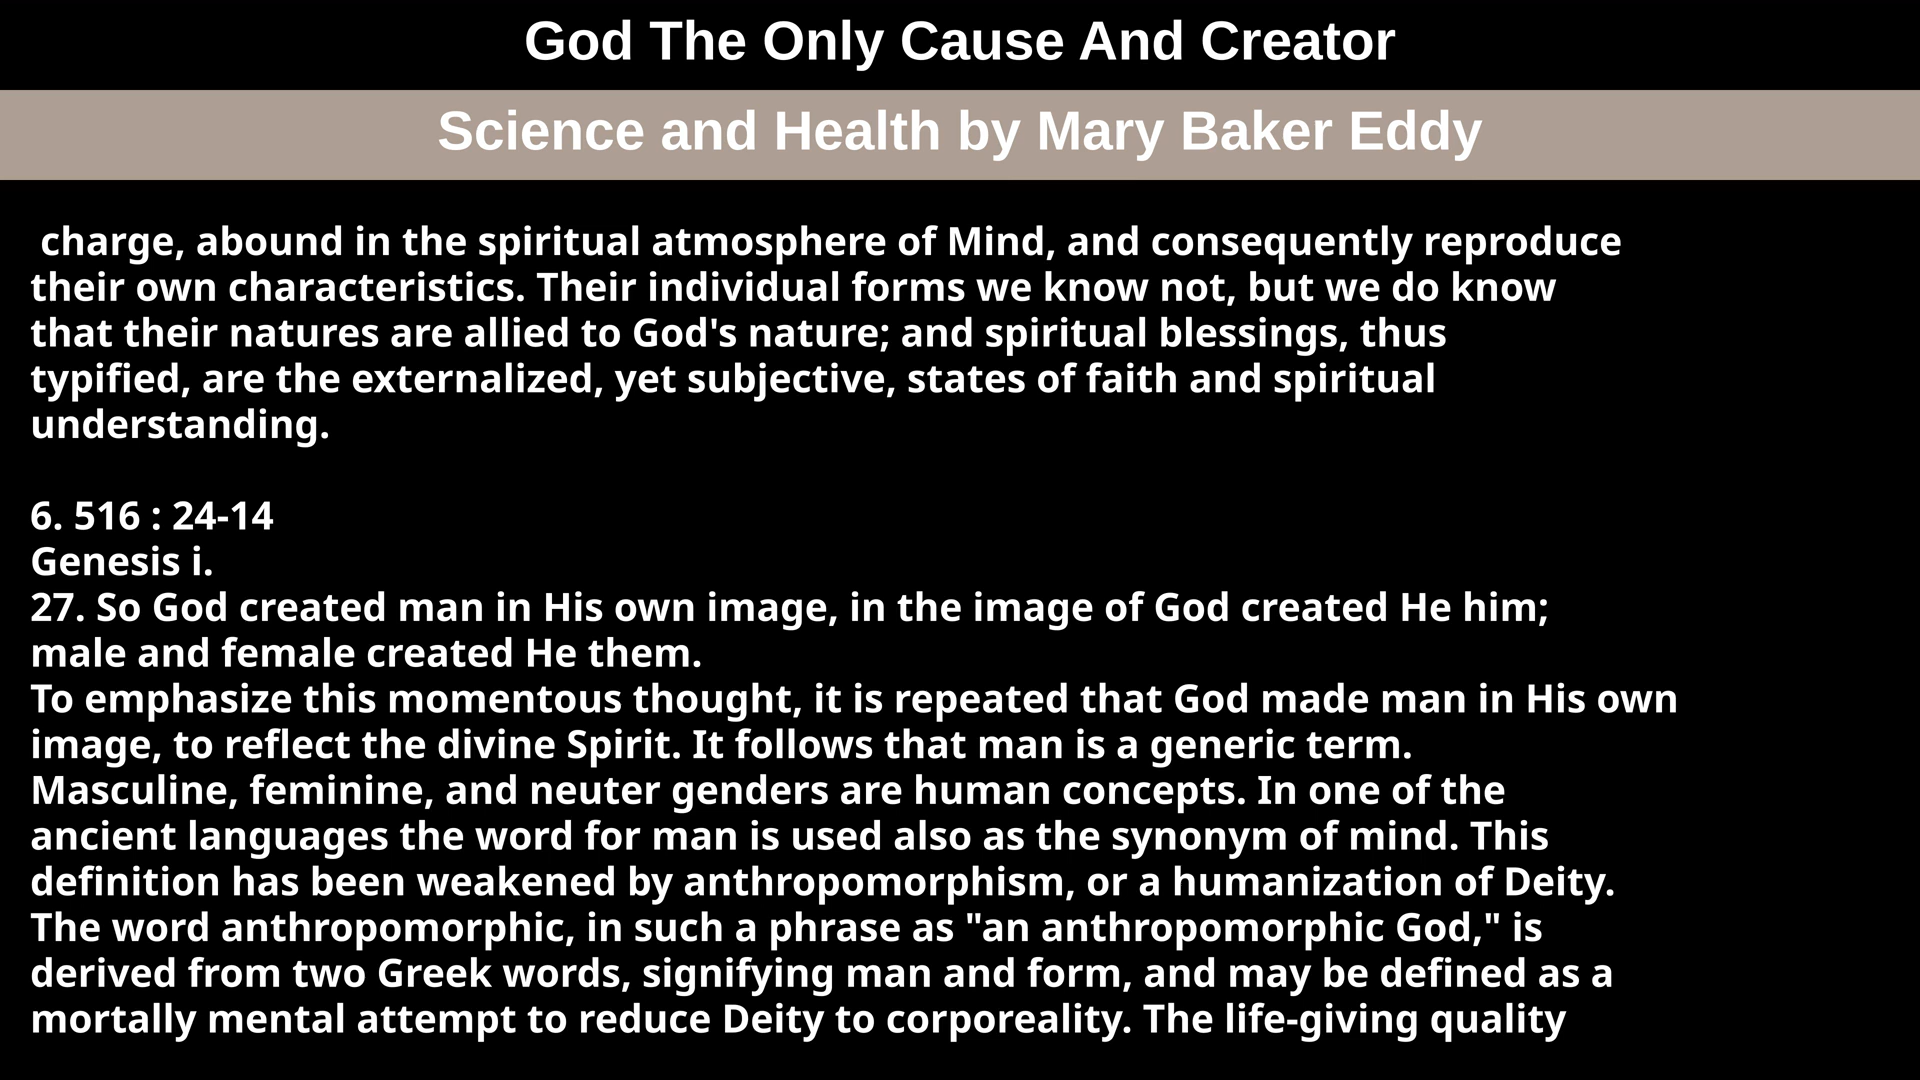 God The Only Cause And Creator
Science and Health by Mary Baker Eddy
charge, abound in the spiritual atmosphere of Mind, and consequently reproduce
their own characteristics. Their individual forms we know not, but we do know
that their natures are allied to God's nature; and spiritual blessings, thus
typified, are the externalized, yet subjective, states of faith and spiritual
understanding.
6. 516 : 24-14
Genesis i.
27. So God created man in His own image, in the image of God created He him;
male and female created He them.
To emphasize this momentous thought, it is repeated that God made man in His own
image, to reflect the divine Spirit. It follows that man is a generic term.
Masculine, feminine, and neuter genders are human concepts. In one of the
ancient languages the word for man is used also as the synonym of mind. This
definition has been weakened by anthropomorphism, or a humanization of Deity.
The word anthropomorphic, in such a phrase as "an anthropomorphic God," is
derived from two Greek words, signifying man and form, and may be defined as a
mortally mental attempt to reduce Deity to corporeality. The life-giving quality